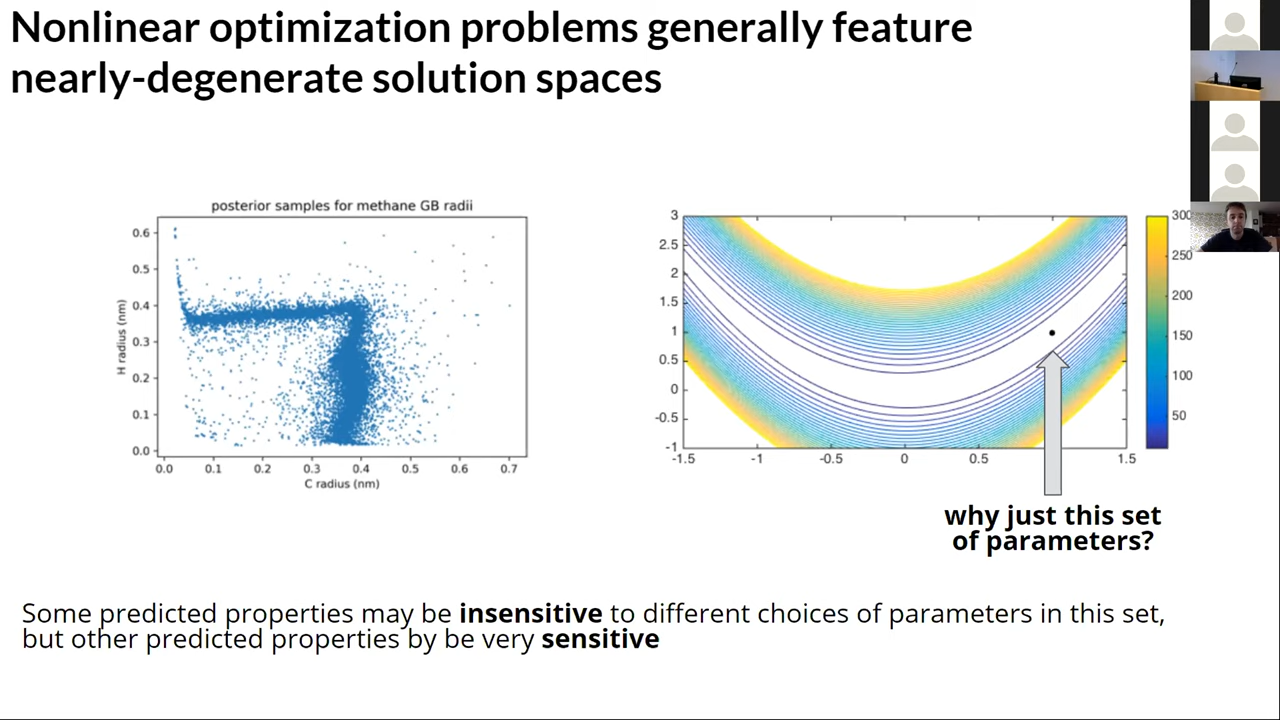 Nonlinear optimization problems generally feature
nearly-degenerate solution spaces
posterior samples for methane GB radii
H radius (nm)
0.6
0.5
0.4
0.3
0.2
0.1
0.0
0.0 0.1 0.2 0.3 0.4 0.5 0.6 0.7
C radius (nm)
3
2.5
2
1.5
1
0.5
0
-0.5
-1
-1.5 -1 -0.5 0 0.5 1.5
300
250
200
150
100
50
why just this set
of parameters?
Some predicted properties may be insensitive to different choices of parameters in this set,
but other predicted properties by be very sensitive